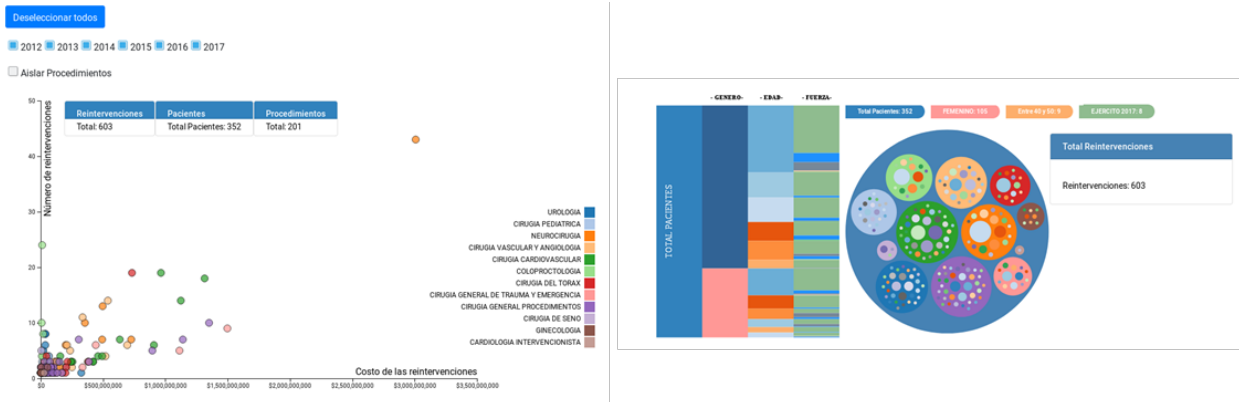 Deseleccionar todos
2012 2013 2014 2015 2016 2017
Aislar Procedimientos
Número de reintervenciones
50
40
30
20
10
0
Reintervenciones Pacientes Procedimientos
Total: 603 Total Pacientes: 352 Total: 201
UROLOGIA
CIRUGIA PEDIATRICA
NEUROCIRUGIA
CIRUGIA VASCULAR Y ANGIOLOGIA
CIRUGIA CARDIOVASCULAR
COLOPROCTOLOGIA
CIRUGIA DEL TORAX
CIRUGIA GENERAL DE TRAUMA Y EMERGENCIA
CIRUGIA GENERAL PROCEDIMIENTOS
CIRUGIA DE SENO
GINECOLOGIA
CARDIOLOGIA INTERVENCIONISTA
Costo de las reintervenciones
$0 $500,000,000 $1,000,000,000 $1,500,000,000 $2,000,000,000 $2,500,000,000 $3,000,000,000 $3,500,000,000
- GENERO- - EDAD- - FUERZA-
TOTAL PACIENTES
Total Pacientes: 352 FEMENINO: 105 Entre 40 y 50: 9 EJERCITO 2017: 8
Total Reintervenciones
Reintervenciones: 603